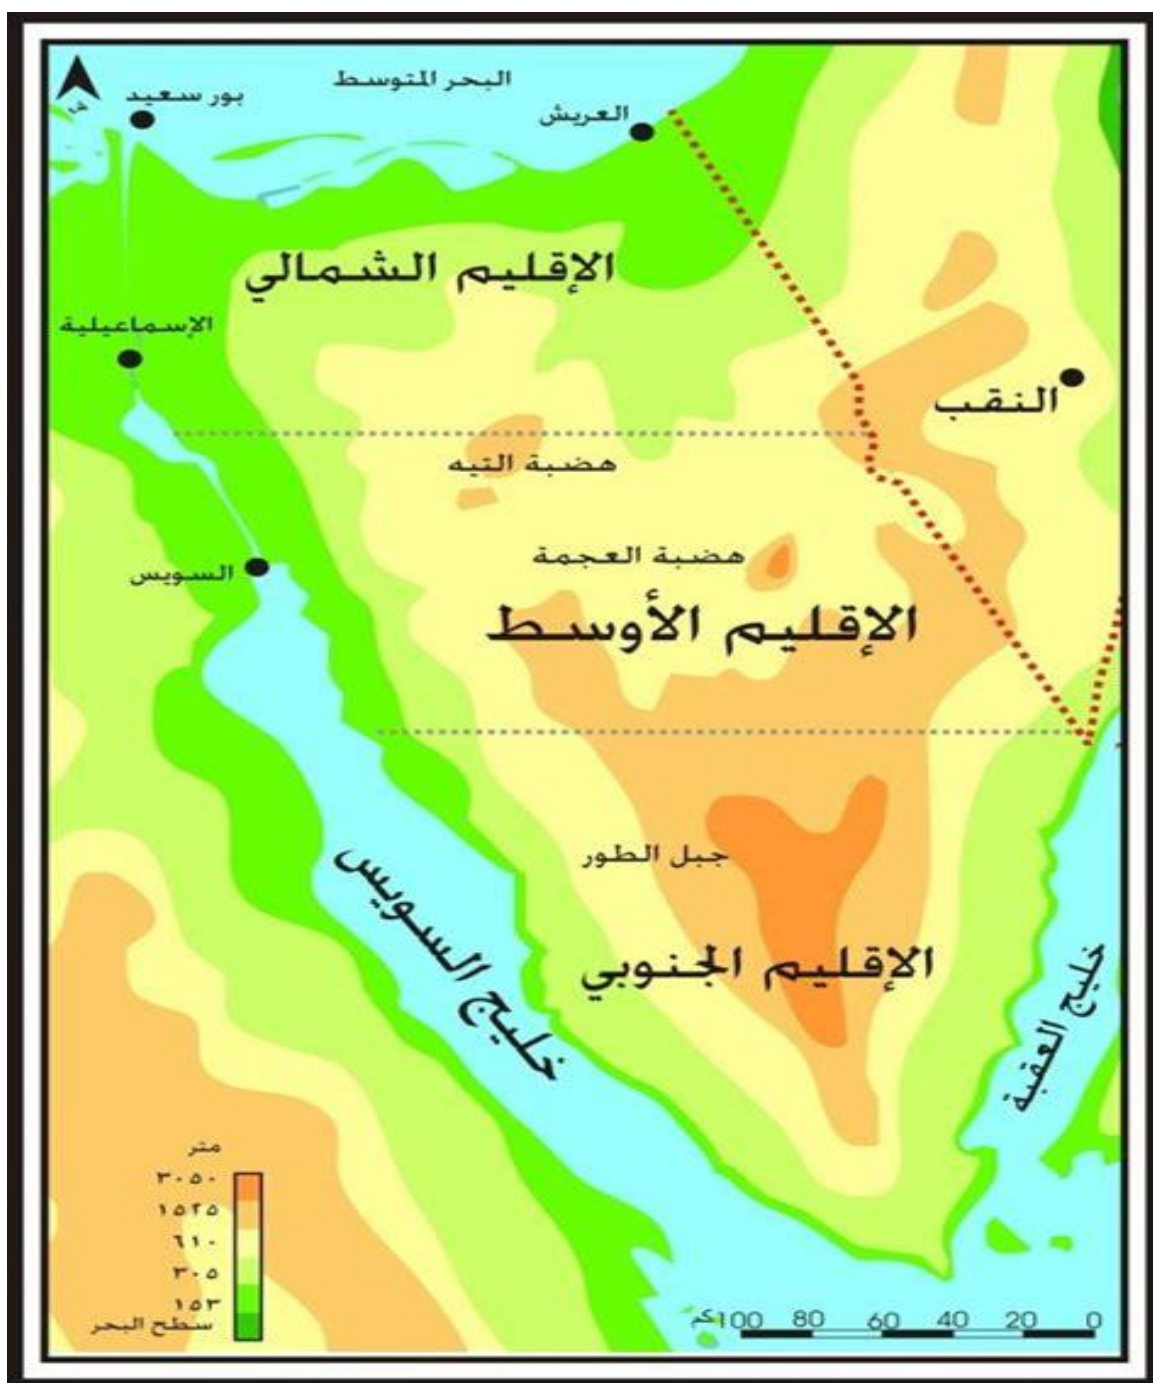 البحر المتوسط
بور سعيد
العريش
الإقليم الشمالي
الإسماعيلية
النقب
هضبة التيه
هضبة العجمة
السويس
الإقليم الأوسط
جبل الطور
خليج السويس
الإقليم الجنوبي
خليج العقبة
متر
٣٠٥٠
١٥٢٥
٦١٠
٣٠٥
١٥٣
سطح البحر
كم 100 80 60 40 20 0